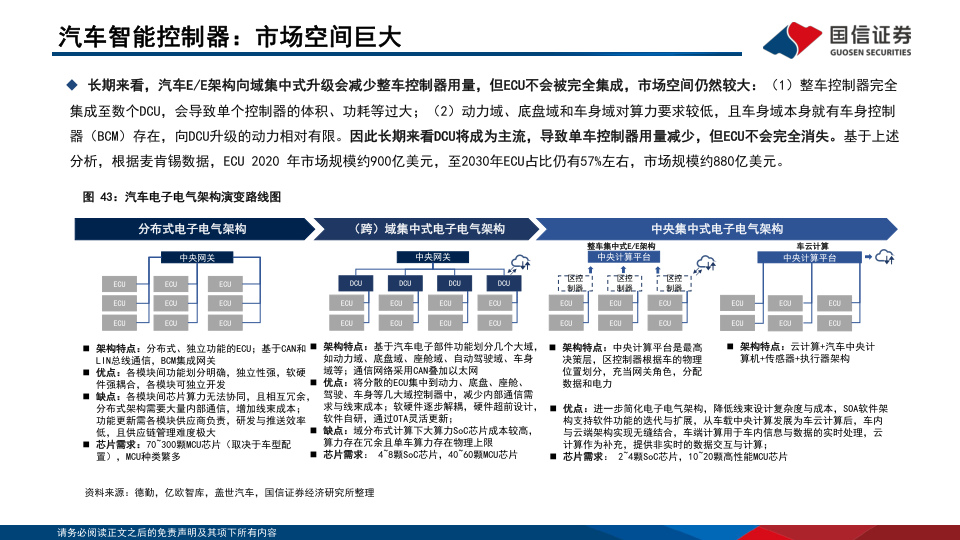 汽车智能控制器：市场空间巨大
国信证券
GUOSEN SECURITIES
◆ 长期来看，汽车E/E架构向域集中式升级会减少整车控制器用量，但ECU不会被完全集成，市场空间仍然较大：（1）整车控制器完全
集成至数个DCU，会导致单个控制器的体积、功耗等过大；（2）动力域、底盘域和车身域对算力要求较低，且车身域本身就有车身控制
器（BCM）存在，向DCU升级的动力相对有限。因此长期来看DCU将成为主流，导致单车控制器用量减少，但ECU不会完全消失。基于上述
分析，根据麦肯锡数据，ECU 2020 年市场规模约900亿美元，至2030年ECU占比仍有57%左右，市场规模约880亿美元。
图 43：汽车电子电气架构演变路线图
分布式电子电气架构
中央网关
ECU ECU ECU
ECU ECU ECU
ECU ECU ECU
■ 架构特点：分布式、独立功能的ECU；基于CAN和
LIN总线通信，BCM集成网关
■ 优点：各模块间功能划分明确，独立性强，软硬
件强耦合，各模块可独立开发
■ 缺点：各模块间芯片算力无法协同，且相互冗余，
分布式架构需要大量内部通信，增加线束成本；
功能更新需各模块供应商负责，研发与推送效率
低，且供应链管理难度极大
■ 芯片需求：70~300颗MCU芯片（取决于车型配
置），MCU种类繁多
（跨）域集中式电子电气架构
中央网关
DCU DCU DCU DCU
ECU ECU ECU ECU
ECU ECU ECU ECU
■ 架构特点：基于汽车电子部件功能划分几个大域，
如动力域、底盘域、座舱域、自动驾驶域、车身
域等；通信网络采用CAN叠加以太网
■ 优点：将分散的ECU集中到动力、底盘、座舱、
驾驶、车身等几大域控制器中，减少内部通信需
求与线束成本；软硬件逐步解耦，硬件超前设计，
软件自研，通过OTA灵活更新；
■ 缺点：域分布式计算下大算力SoC芯片成本较高，
算力存在冗余且单车算力存在物理上限
■ 芯片需求： 4~8颗SoC芯片，40~60颗MCU芯片
中央集中式电子电气架构
整车集中式E/E架构
中央计算平台
区控 区控 区控
制器 制器 制器
ECU ECU ECU
ECU ECU ECU
车云计算
中央计算平台
ECU ECU ECU
ECU ECU ECU
■ 架构特点：中央计算平台是最高
决策层，区控制器根据车的物理
位置划分，充当网关角色，分配
数据和电力
■ 架构特点：云计算+汽车中央计
算机+传感器+执行器架构
■ 优点：进一步简化电子电气架构，降低线束设计复杂度与成本，SOA软件架
构支持软件功能的迭代与扩展，从车载中央计算发展为车云计算后，车内
与云端架构实现无缝结合，车端计算用于车内信息与数据的实时处理，云
计算作为补充，提供非实时的数据交互与计算；
■ 芯片需求： 2~4颗SoC芯片，10~20颗高性能MCU芯片
资料来源：德勤，亿欧智库，盖世汽车，国信证券经济研究所整理
请务必阅读正文之后的免责声明及其项下所有内容